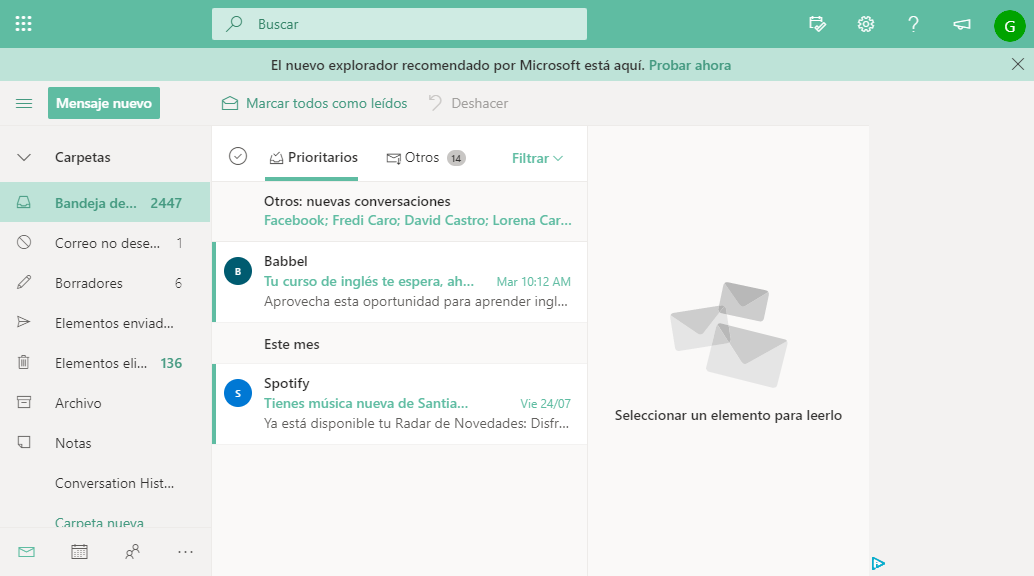 Buscar
G
El nuevo explorador recomendado por Microsoft está aquí. Probar ahora
Mensaje nuevo
Marcar todos como leídos
Deshacer
Carpetas
Bandeja de... 2447
Correo no dese... 1
Borradores 6
Elementos enviad...
Elementos eli... 136
Archivo
Notas
Conversation Hist...
Carpeta nueva
Prioritarios
Otros 14
Filtrar
Otros: nuevas conversaciones
Facebook; Fredi Caro; David Castro; Lorena Car...
B
Babbel
Tu curso de inglés te espera, ah... Mar 10:12 AM
Aprovecha esta oportunidad para aprender ingl...
Este mes
S
Spotify
Tienes música nueva de Santia... Vie 24/07
Ya está disponible tu Radar de Novedades: Disfr...
Seleccionar un elemento para leerlo